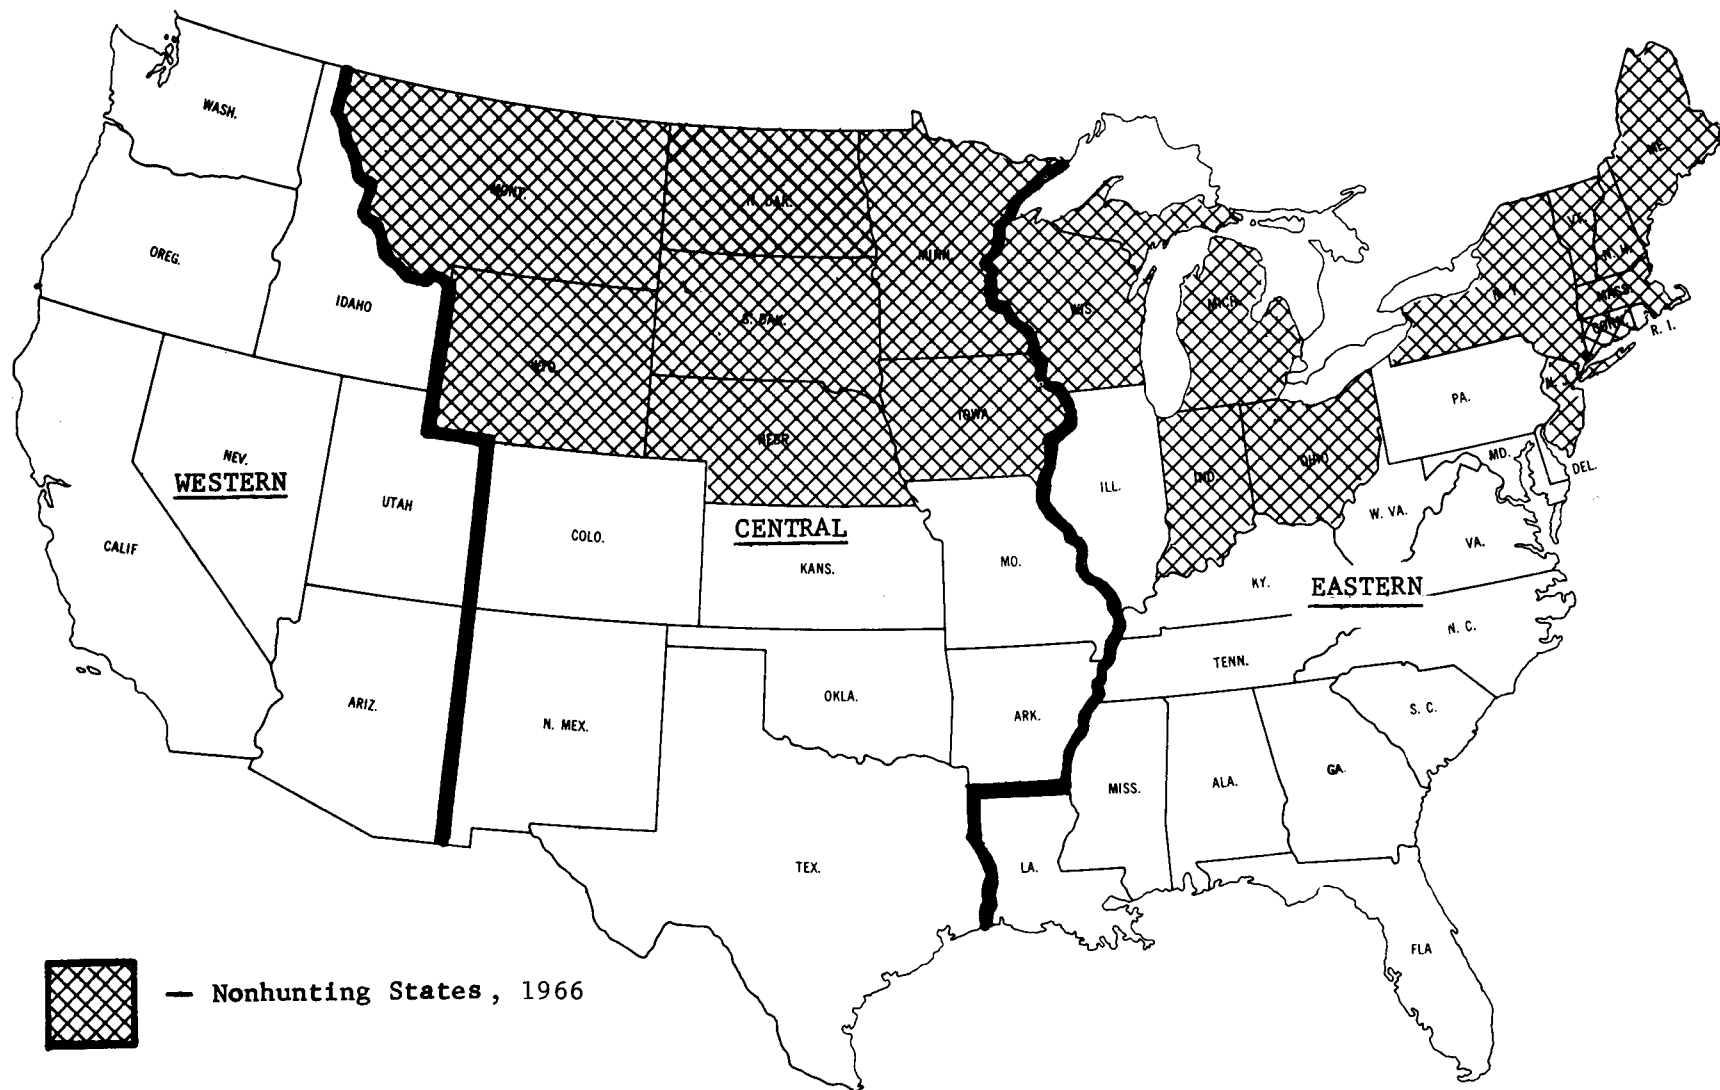 WASH.
MONT.
N. DAK.
MINN.
ME.
OREG.
IDAHO
WYO.
S. DAK.
WIS.
MICH.
N. Y.
VT.
N. H.
MASS.
CONN.
R. I.
NEV.
WESTERN
UTAH
CALIF
NEBR.
IOWA
ILL.
IND.
OHIO
PA.
N. J.
MD.
DEL.
COLO.
CENTRAL
KANS.
MO.
W. VA.
VA.
KY.
EASTERN
ARIZ.
N. MEX.
OKLA.
ARK.
TENN.
N. C.
S. C.
TEX.
LA.
MISS.
ALA.
GA.
FLA
— Nonhunting States, 1966